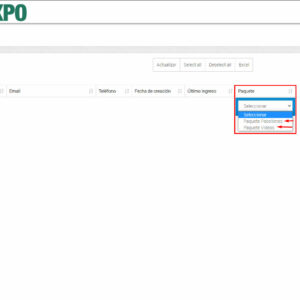 XPO
Actualizar Select all Deselect all Excel
Email Teléfono Fecha de creación Último ingreso Paquete
Seleccionar
Seleccionar
Paquete Posiciones
Paquete Videos